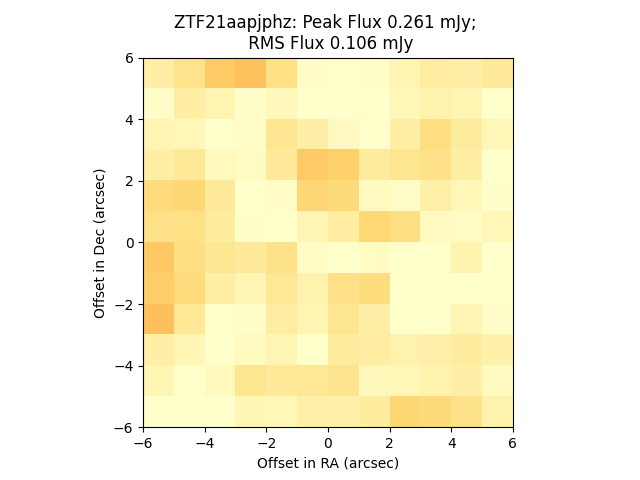 ZTF21aapjphz: Peak Flux 0.261 mJy;
RMS Flux 0.106 mJy
6
4
2
0
−2
−4
−6
Offset in Dec (arcsec)
−6 −4 −2 0 2 4 6
Offset in RA (arcsec)